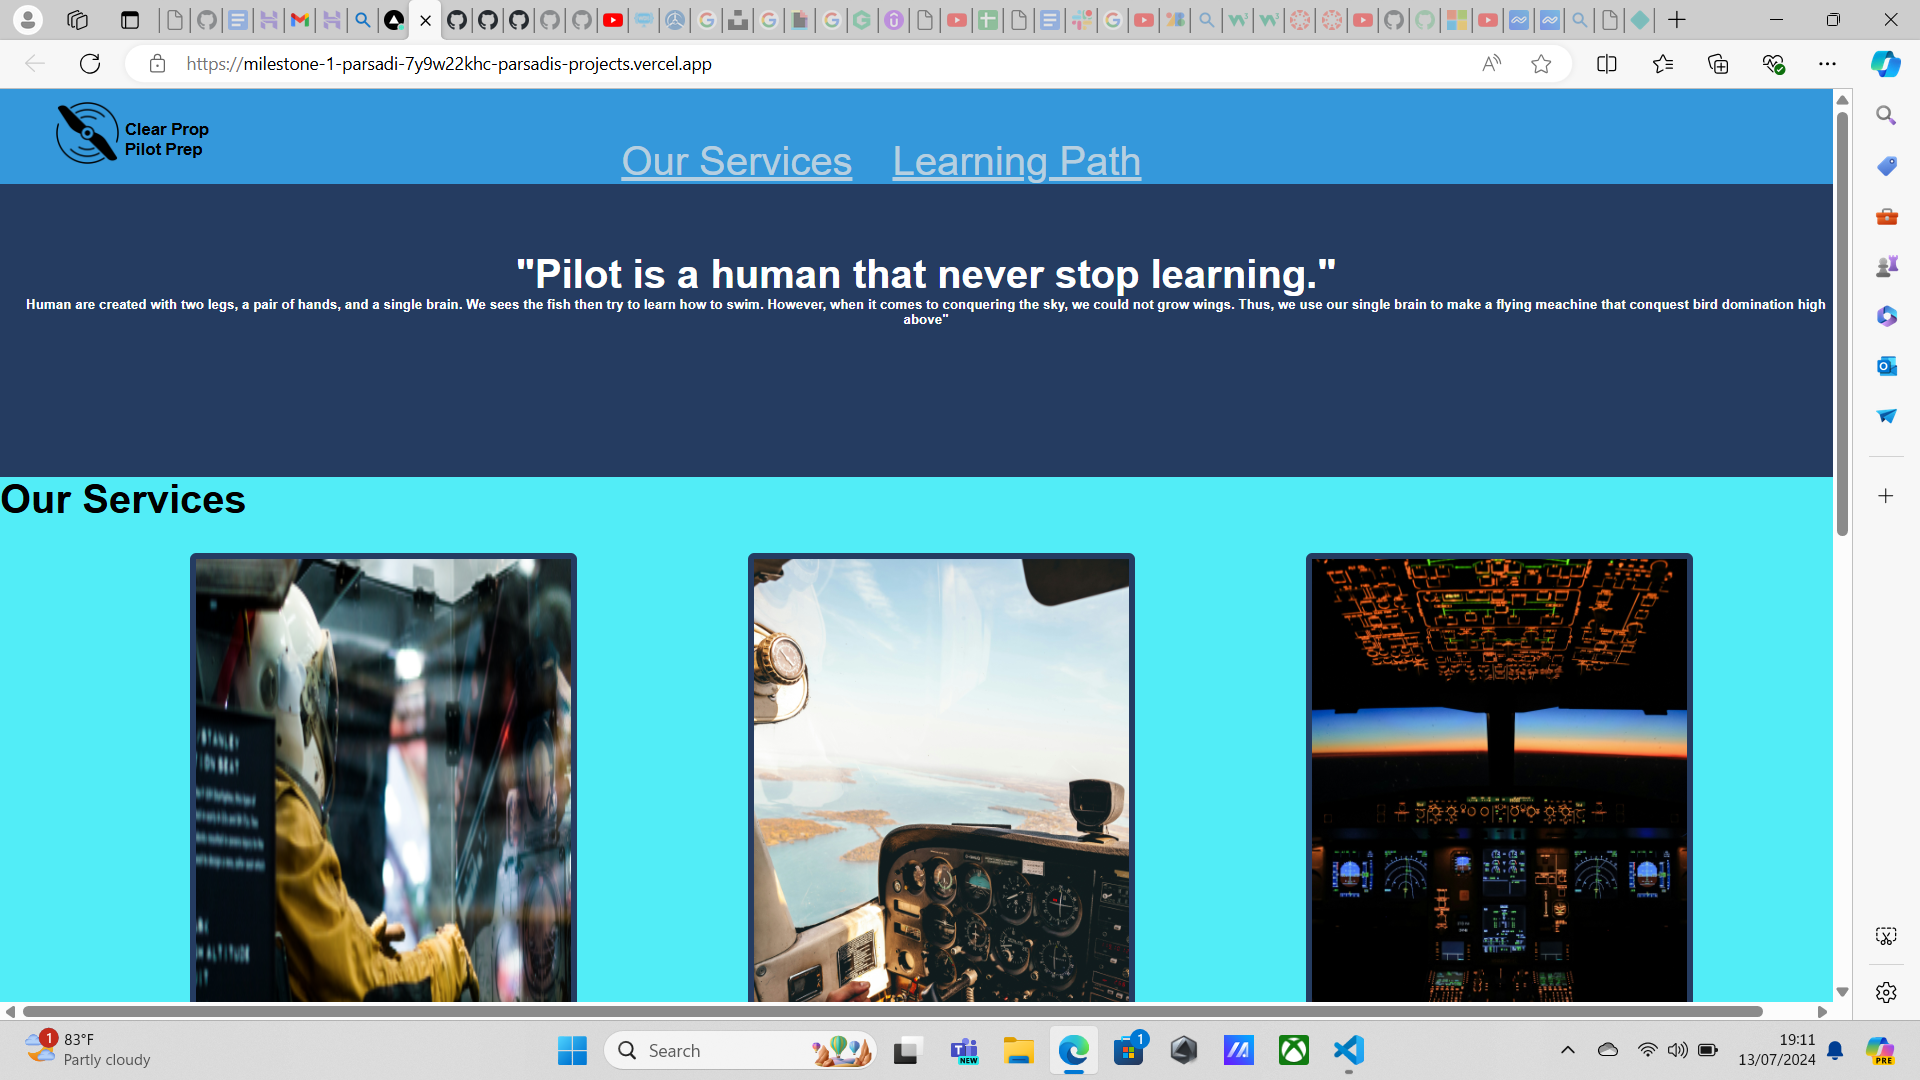 https://milestone-1-parsadi-7y9w22khc-parsadis-projects.vercel.app
Clear Prop
Pilot Prep
Our Services Learning Path
"Pilot is a human that never stop learning."
Human are created with two legs, a pair of hands, and a single brain. We sees the fish then try to learn how to swim. However, when it comes to conquering the sky, we could not grow wings. Thus, we use our single brain to make a flying meachine that conquest bird domination high
above"
Our Services
1
83°F
Partly cloudy
Search
NEW
1
19:11
13/07/2024
PRE